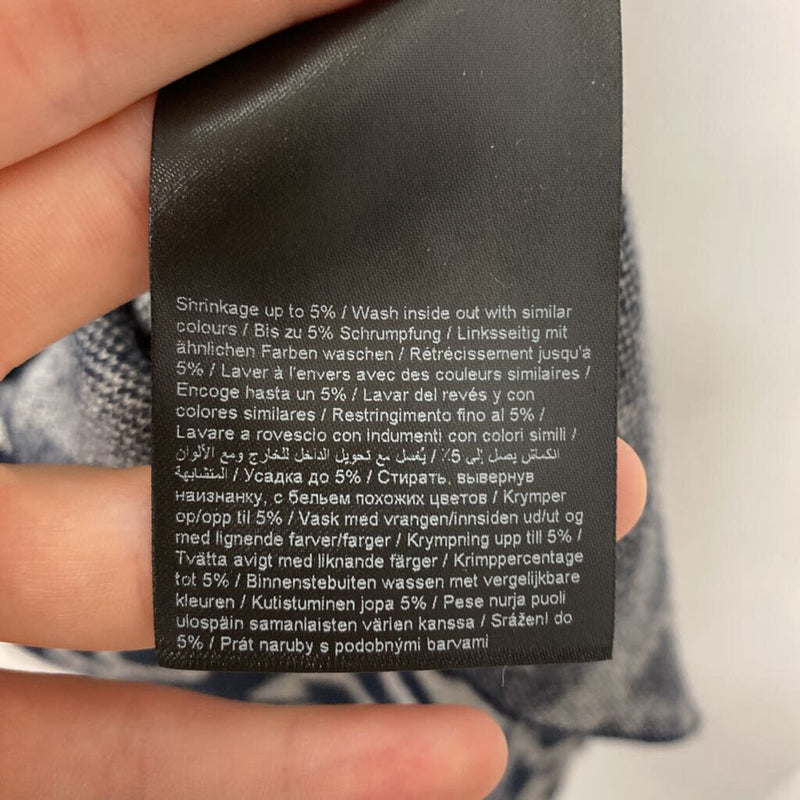 Shrinkage up to 5% / Wash inside out with similar
colours / Bis zu 5% Schrumpfung / Linksseitig mit
ähnlichen Farben waschen / Rétrécissement jusqu'à
5% / Laver à l'envers avec des couleurs similaires /
Encoge hasta un 5% / Lavar del revés y con
colores similares / Restringimento fino al 5% /
Lavare a rovescio con indumenti con colori simili /
انكماش يصل إلى 5٪ / يُغسل مع تحويل الداخل للخارج ومع الألوان
المتشابهة / Усадка до 5% / Стирать, вывернув
наизнанку, с бельем похожих цветов / Krymper
op/opp til 5% / Vask med vrangen/innsiden ud/ut og
med lignende farver/farger / Krympning upp till 5% /
Tvätta avigt med liknande färger / Krimppercentage
tot 5% / Binnenstebuiten wassen met vergelijkbare
kleuren / Kutistuminen jopa 5% / Pese nurja puoli
ulospäin samanlaisten värien kanssa / Srážení do
5% / Prát naruby s podobnými barvami